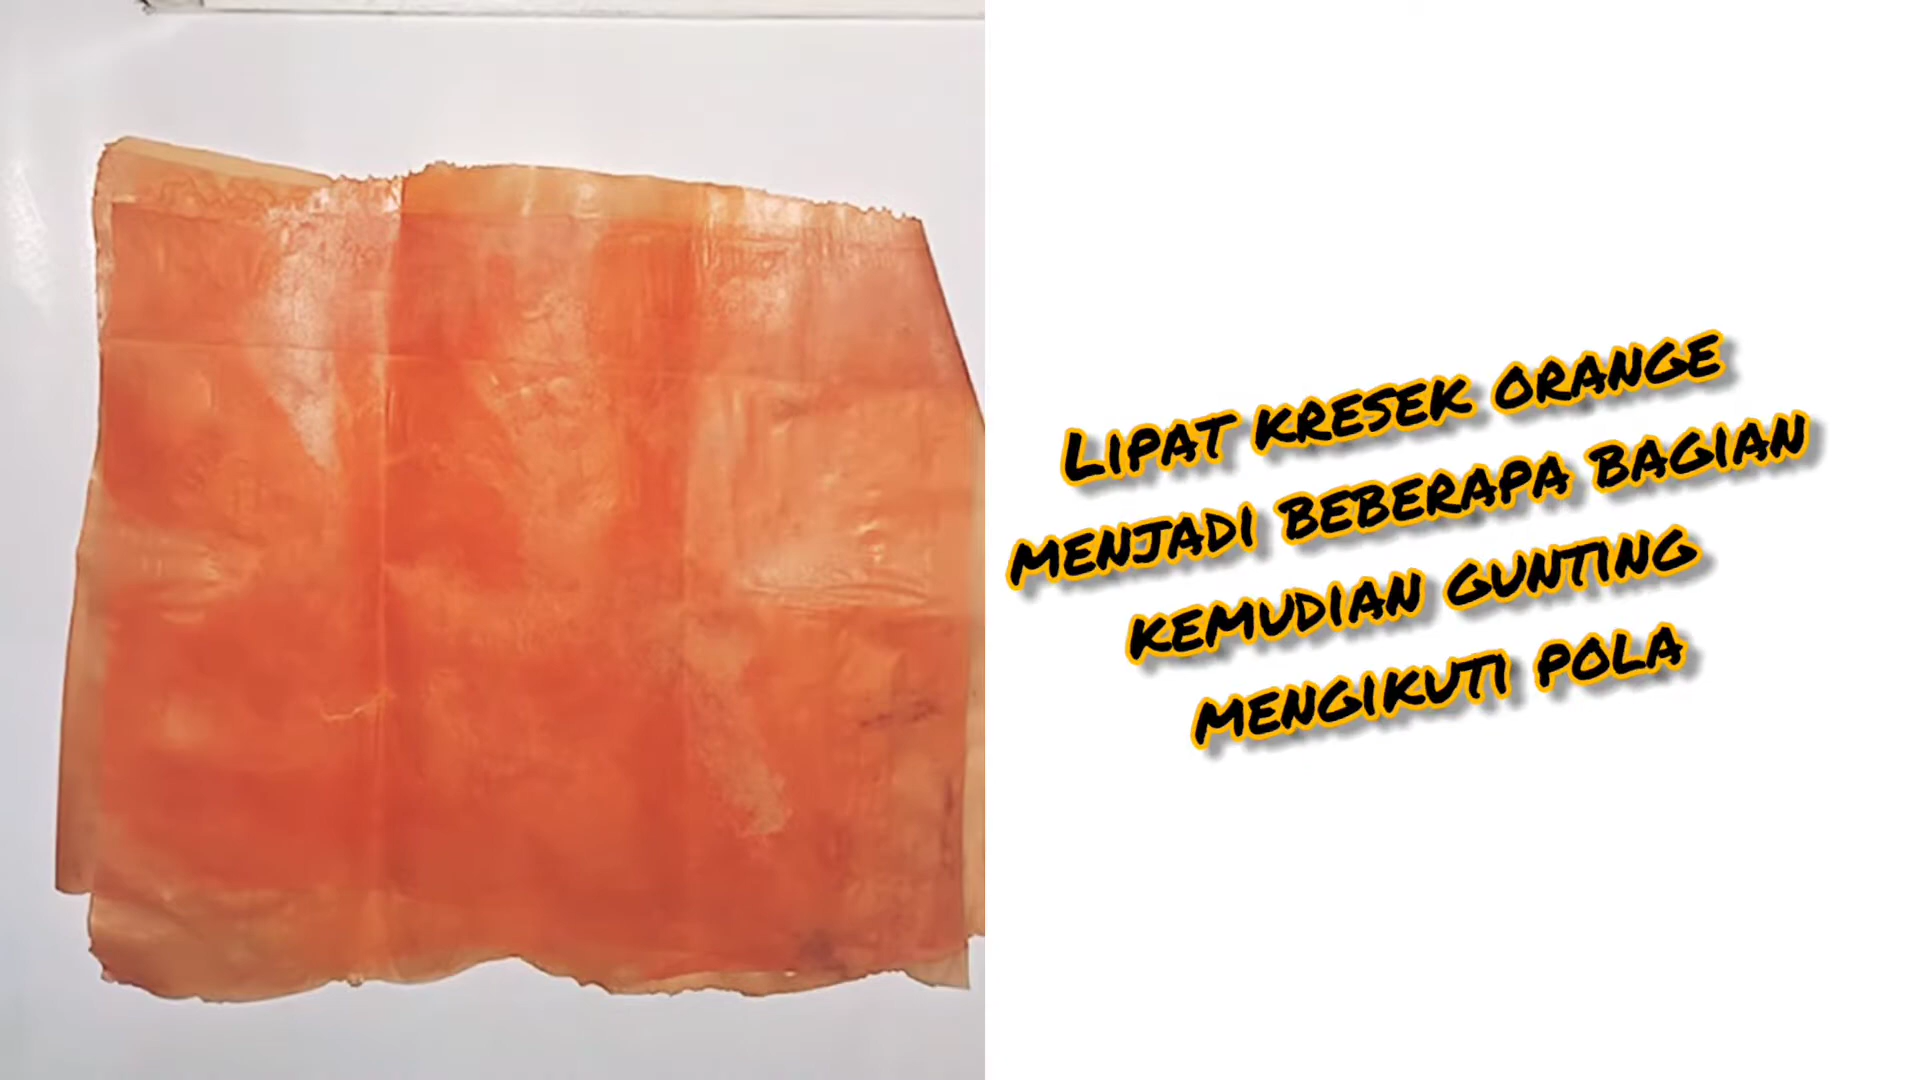 Lipat kresek orange
menjadi beberapa bagian
kemudian gunting
mengikuti pola